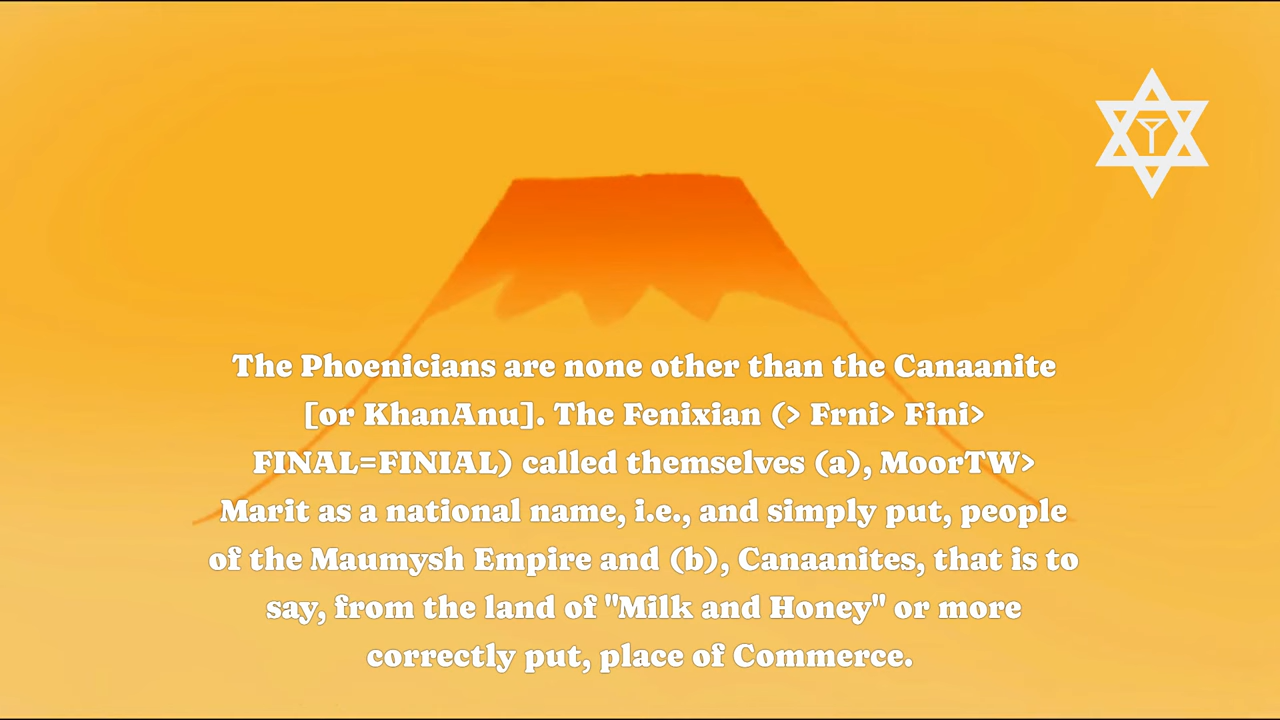 The Phoenicians are none other than the Canaanite
[or KhanAnu]. The Fenixian (> Frni> Fini>
FINAL=FINIAL) called themselves (a), MoorTW>
Marit as a national name, i.e., and simply put, people
of the Maumysh Empire and (b), Canaanites, that is to
say, from the land of "Milk and Honey" or more
correctly put, place of Commerce.